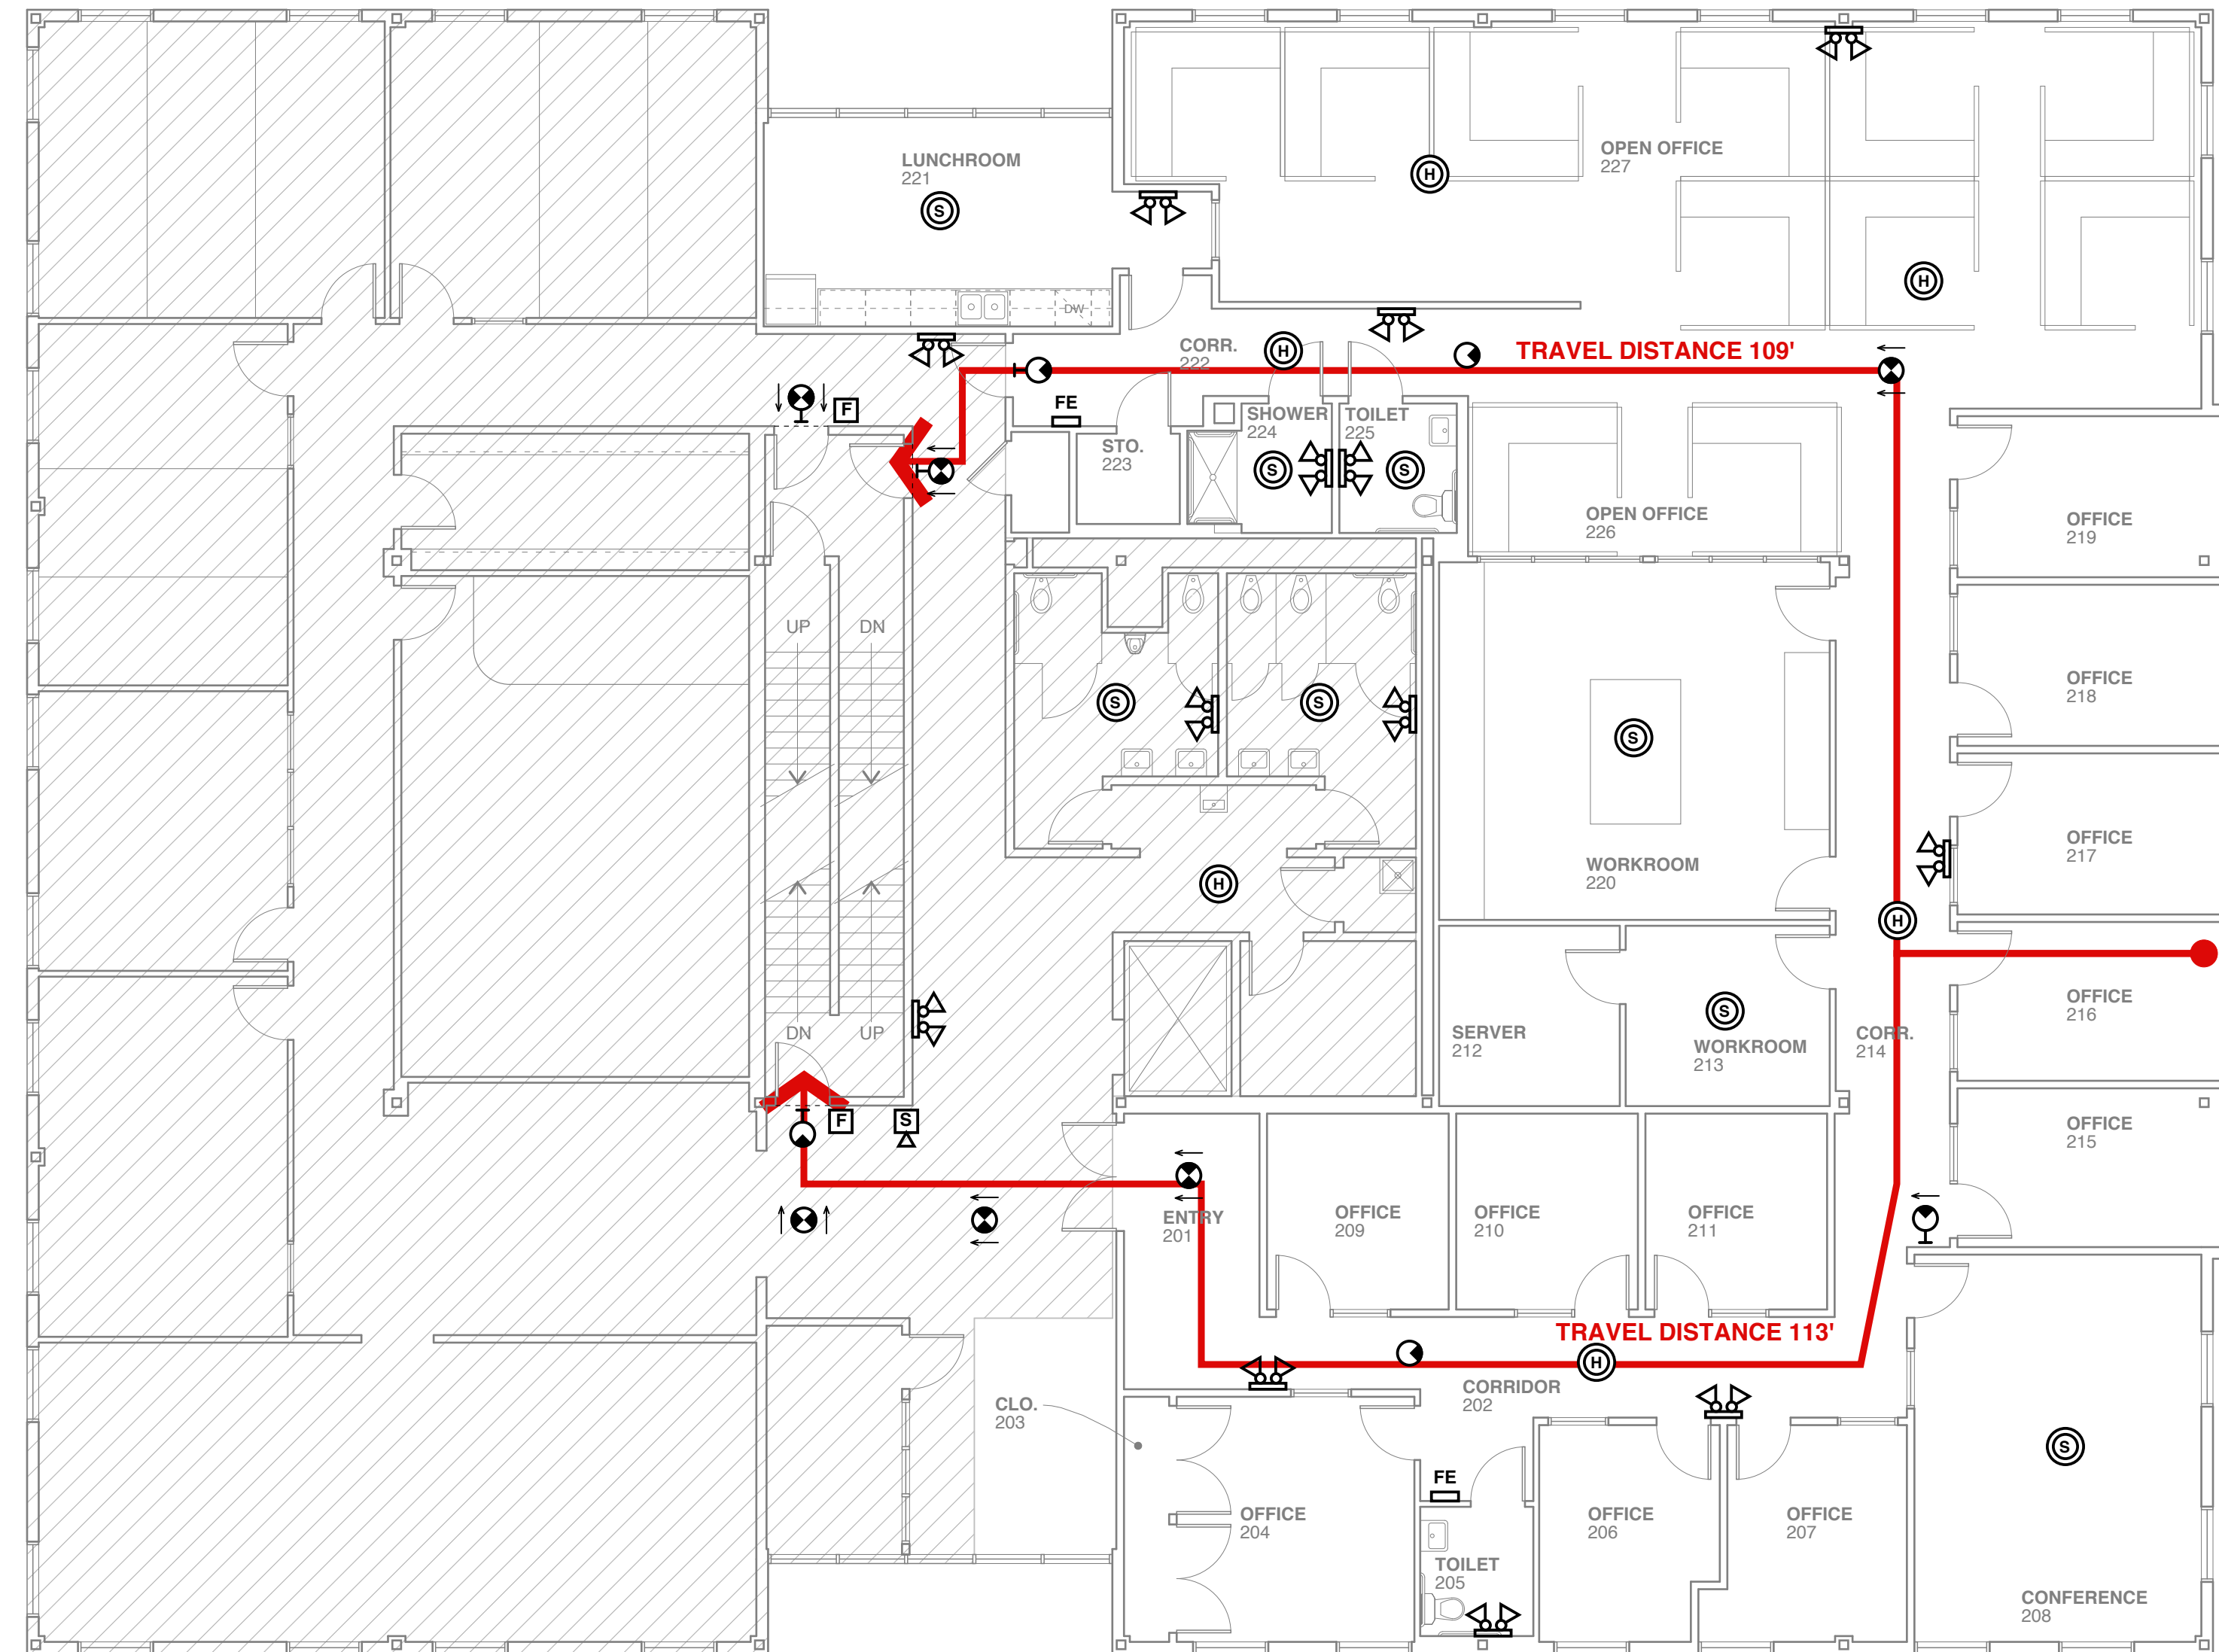 OPEN OFFICE
227
LUNCHROOM
221
S
H
H
DW
CORR.
222
H
TRAVEL DISTANCE 109'
FE
F
SHOWER
224
TOILET
225
STO.
223
S
S
OPEN OFFICE
226
OFFICE
219
UP
DN
OFFICE
218
S
S
S
WORKROOM
220
OFFICE
217
H
H
OFFICE
216
S
DN
UP
SERVER
212
WORKROOM
213
CORR.
214
F
S
OFFICE
215
ENTRY
201
OFFICE
209
OFFICE
210
OFFICE
211
TRAVEL DISTANCE 113'
H
CORRIDOR
202
CLO.
203
S
FE
OFFICE
204
OFFICE
206
OFFICE
207
TOILET
205
CONFERENCE
208